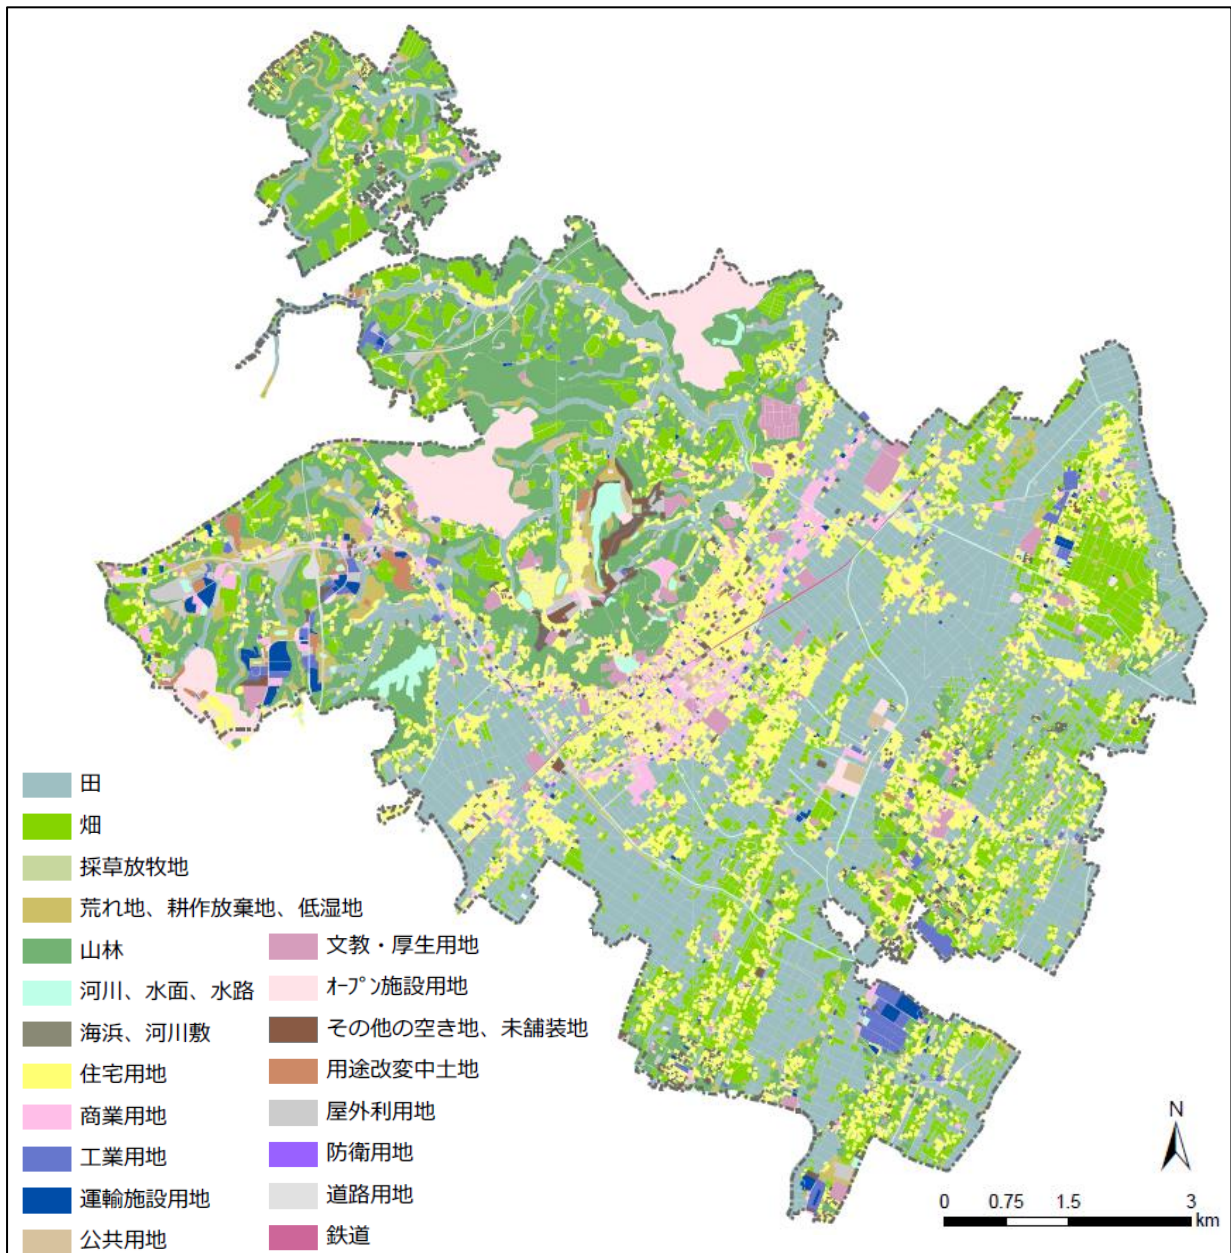 田
畑
採草放牧地
荒れ地、耕作放棄地、低湿地
山林
河川、水面、水路
海浜、河川敷
住宅用地
商業用地
工業用地
運輸施設用地
公共用地
文教・厚生用地
ｵｰﾌﾟﾝ施設用地
その他の空き地、未舗装地
用途改変中土地
屋外利用地
防衛用地
道路用地
鉄道
N
0 0.75 1.5 3
km